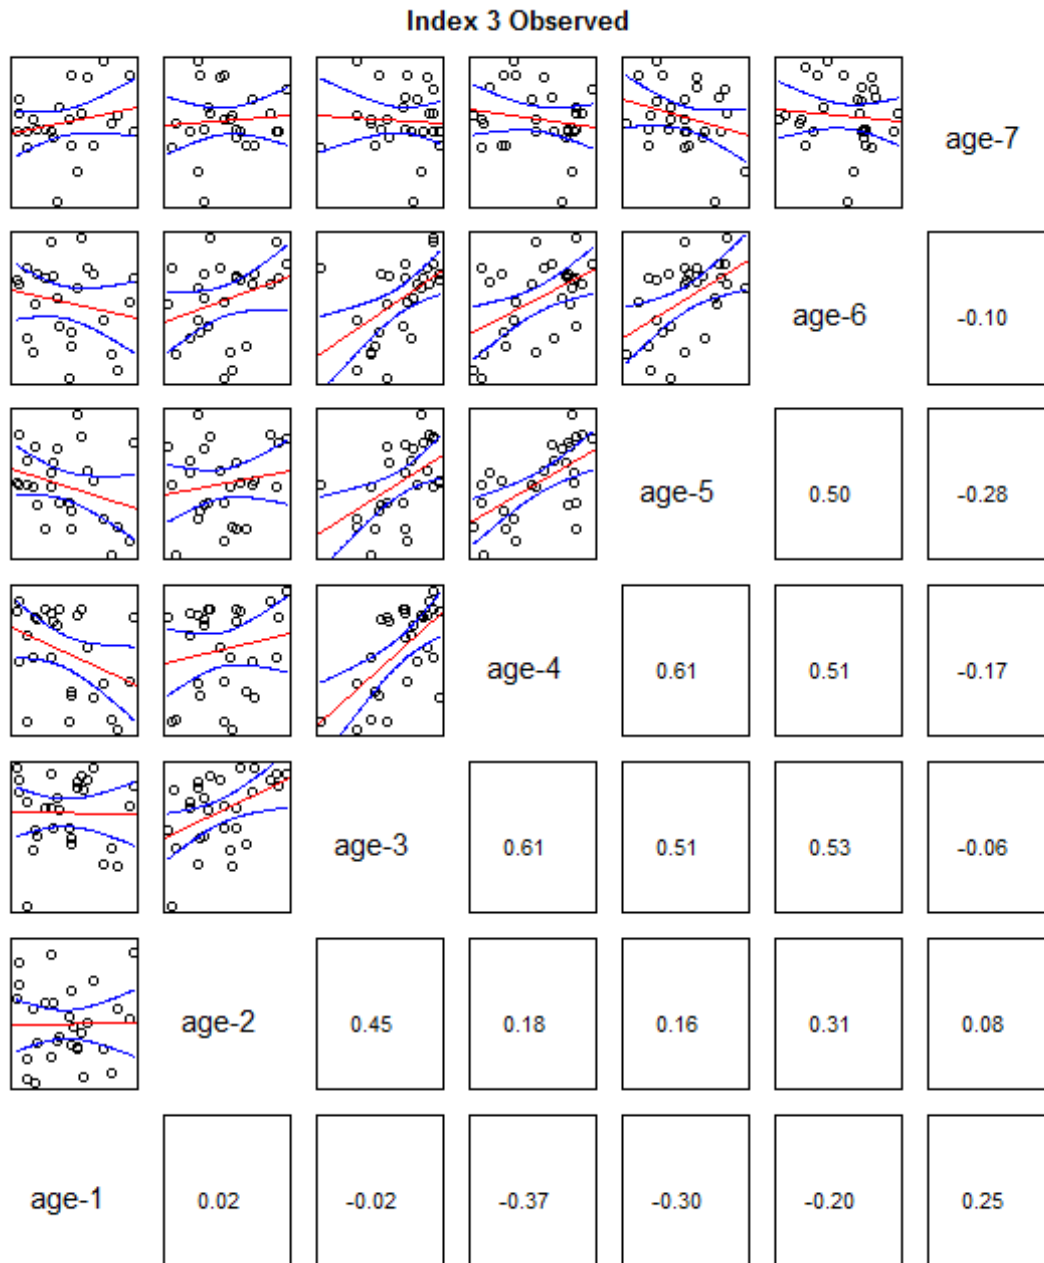 Index 3 Observed
age-7
age-6 -0.10
age-5 0.50 -0.28
age-4 0.61 0.51 -0.17
age-3 0.61 0.51 0.53 -0.06
age-2 0.45 0.18 0.16 0.31 0.08
age-1 0.02 -0.02 -0.37 -0.30 -0.20 0.25